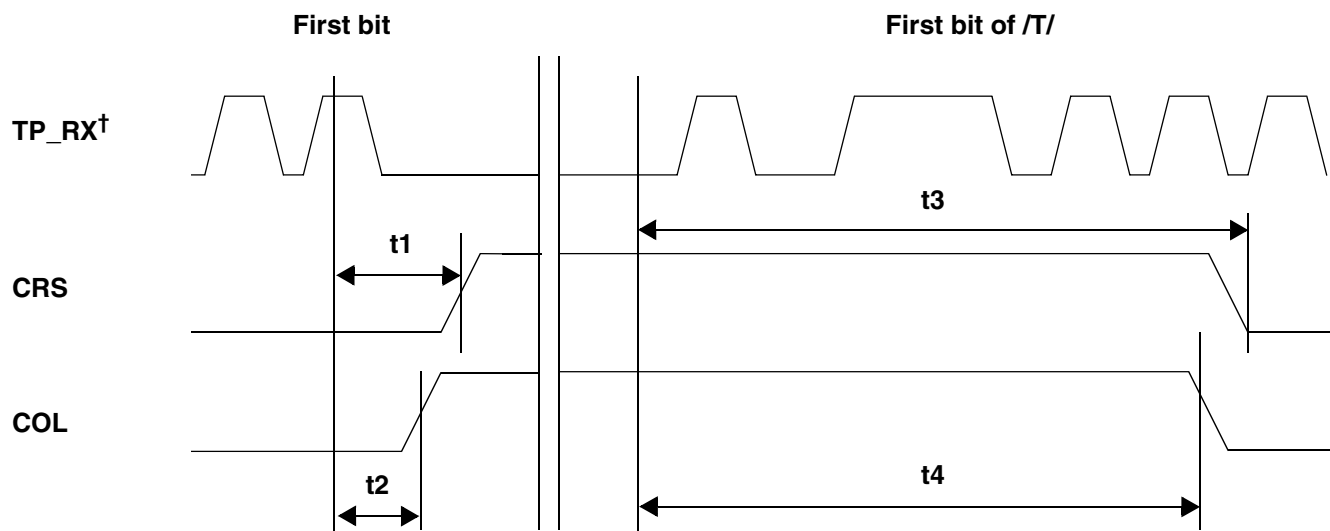 First bit
First bit of /T/
TP_RX†
t3
t1
CRS
COL
t2
t4